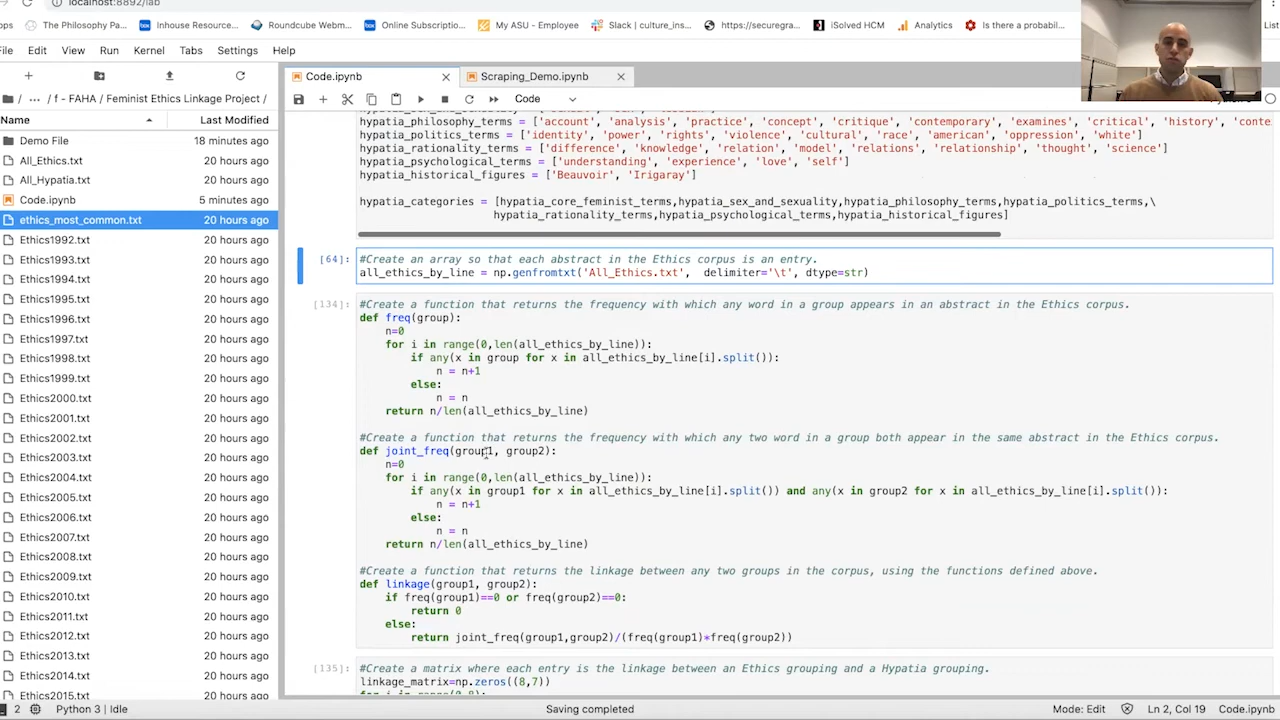 localhost:8892/lab
ps
The Philosophy Pa...
Inhouse Resource...
Roundcube Webm...
Online Subscriptio...
My ASU - Employee
Slack | culture_ins...
https://securegra...
iSolved HCM
Analytics
Is there a probabil...
List
File Edit View Run Kernel Tabs Settings Help
Code.ipynb
Scraping_Demo.ipynb
Code
/ ... / f - FAHA / Feminist Ethics Linkage Project /
Name Last Modified
Demo File 18 minutes ago
All_Ethics.txt 20 hours ago
All_Hypatia.txt 20 hours ago
Code.ipynb 5 minutes ago
ethics_most_common.txt 20 hours ago
Ethics1992.txt 20 hours ago
Ethics1993.txt 20 hours ago
Ethics1994.txt 20 hours ago
Ethics1995.txt 20 hours ago
Ethics1996.txt 20 hours ago
Ethics1997.txt 20 hours ago
Ethics1998.txt 20 hours ago
Ethics1999.txt 20 hours ago
Ethics2000.txt 20 hours ago
Ethics2001.txt 20 hours ago
Ethics2002.txt 20 hours ago
Ethics2003.txt 20 hours ago
Ethics2004.txt 20 hours ago
Ethics2005.txt 20 hours ago
Ethics2006.txt 20 hours ago
Ethics2007.txt 20 hours ago
Ethics2008.txt 20 hours ago
Ethics2009.txt 20 hours ago
Ethics2010.txt 20 hours ago
Ethics2011.txt 20 hours ago
Ethics2012.txt 20 hours ago
Ethics2013.txt 20 hours ago
Ethics2014.txt 20 hours ago
Ethics2015.txt 20 hours ago
hypatia_philosophy_terms = ['account', 'analysis', 'practice', 'concept', 'critique', 'contemporary', 'examines', 'critical', 'history', 'conte
hypatia_politics_terms = ['identity', 'power', 'rights', 'violence', 'cultural', 'race', 'american', 'oppression', 'white']
hypatia_rationality_terms = ['difference', 'knowledge', 'relation', 'model', 'relations', 'relationship', 'thought', 'science']
hypatia_psychological_terms = ['understanding', 'experience', 'love', 'self']
hypatia_historical_figures = ['Beauvoir', 'Irigaray']
hypatia_categories = [hypatia_core_feminist_terms,hypatia_sex_and_sexuality,hypatia_philosophy_terms,hypatia_politics_terms,\
hypatia_rationality_terms,hypatia_psychological_terms,hypatia_historical_figures]
[64]: #Create an array so that each abstract in the Ethics corpus is an entry.
all_ethics_by_line = np.genfromtxt('All_Ethics.txt', delimiter='\t', dtype=str)
[134]: #Create a function that returns the frequency with which any word in a group appears in an abstract in the Ethics corpus.
def freq(group):
n=0
for i in range(0,len(all_ethics_by_line)):
if any(x in group for x in all_ethics_by_line[i].split()):
n = n+1
else:
n = n
return n/len(all_ethics_by_line)
#Create a function that returns the frequency with which any two word in a group both appear in the same abstract in the Ethics corpus.
def joint_freq(group1, group2):
n=0
for i in range(0,len(all_ethics_by_line)):
if any(x in group1 for x in all_ethics_by_line[i].split()) and any(x in group2 for x in all_ethics_by_line[i].split()):
n = n+1
else:
n = n
return n/len(all_ethics_by_line)
#Create a function that returns the linkage between any two groups in the corpus, using the functions defined above.
def linkage(group1, group2):
if freq(group1)==0 or freq(group2)==0:
return 0
else:
return joint_freq(group1,group2)/(freq(group1)*freq(group2))
[135]: #Create a matrix where each entry is the linkage between an Ethics grouping and a Hypatia grouping.
linkage_matrix=np.zeros((8,7))
for i in range(0,8):
2 Python 3 | Idle Saving completed Mode: Edit Ln 2, Col 19 Code.ipynb